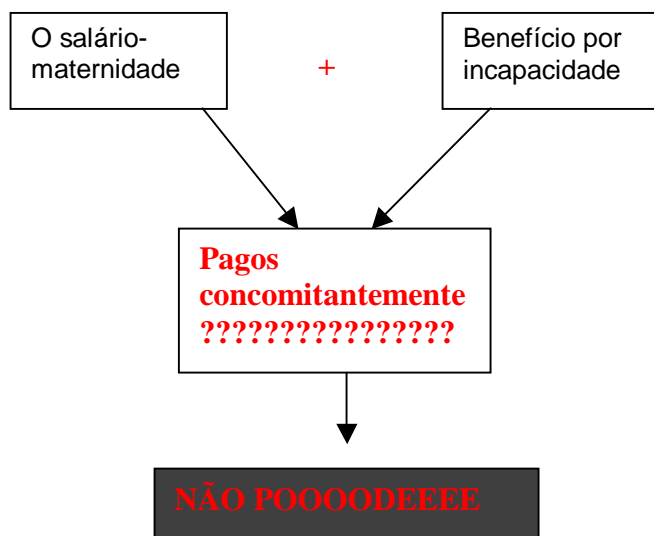 O salário-
maternidade
+
Benefício por
incapacidade
Pagos
concomitantemente
????????????????
NÃO POOOODEEEE